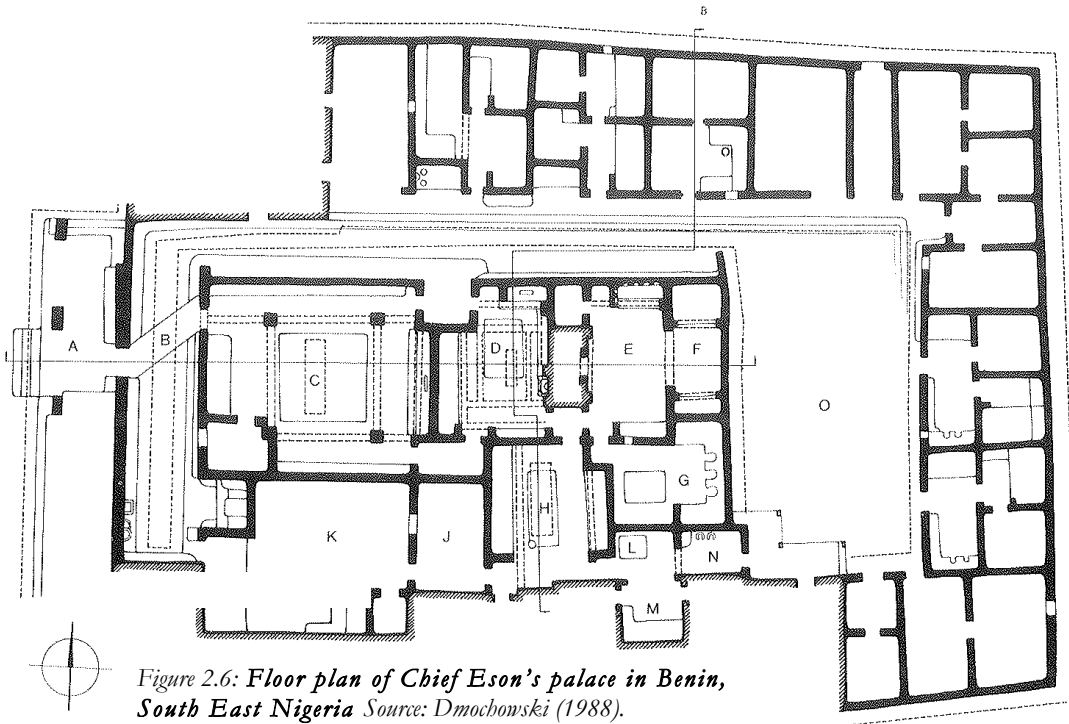 B
A
B
C
D
E
F
O
G
H
K
J
L
N
M
Figure 2.6: Floor plan of Chief Eson's palace in Benin,
South East Nigeria Source: Dmochowski (1988).